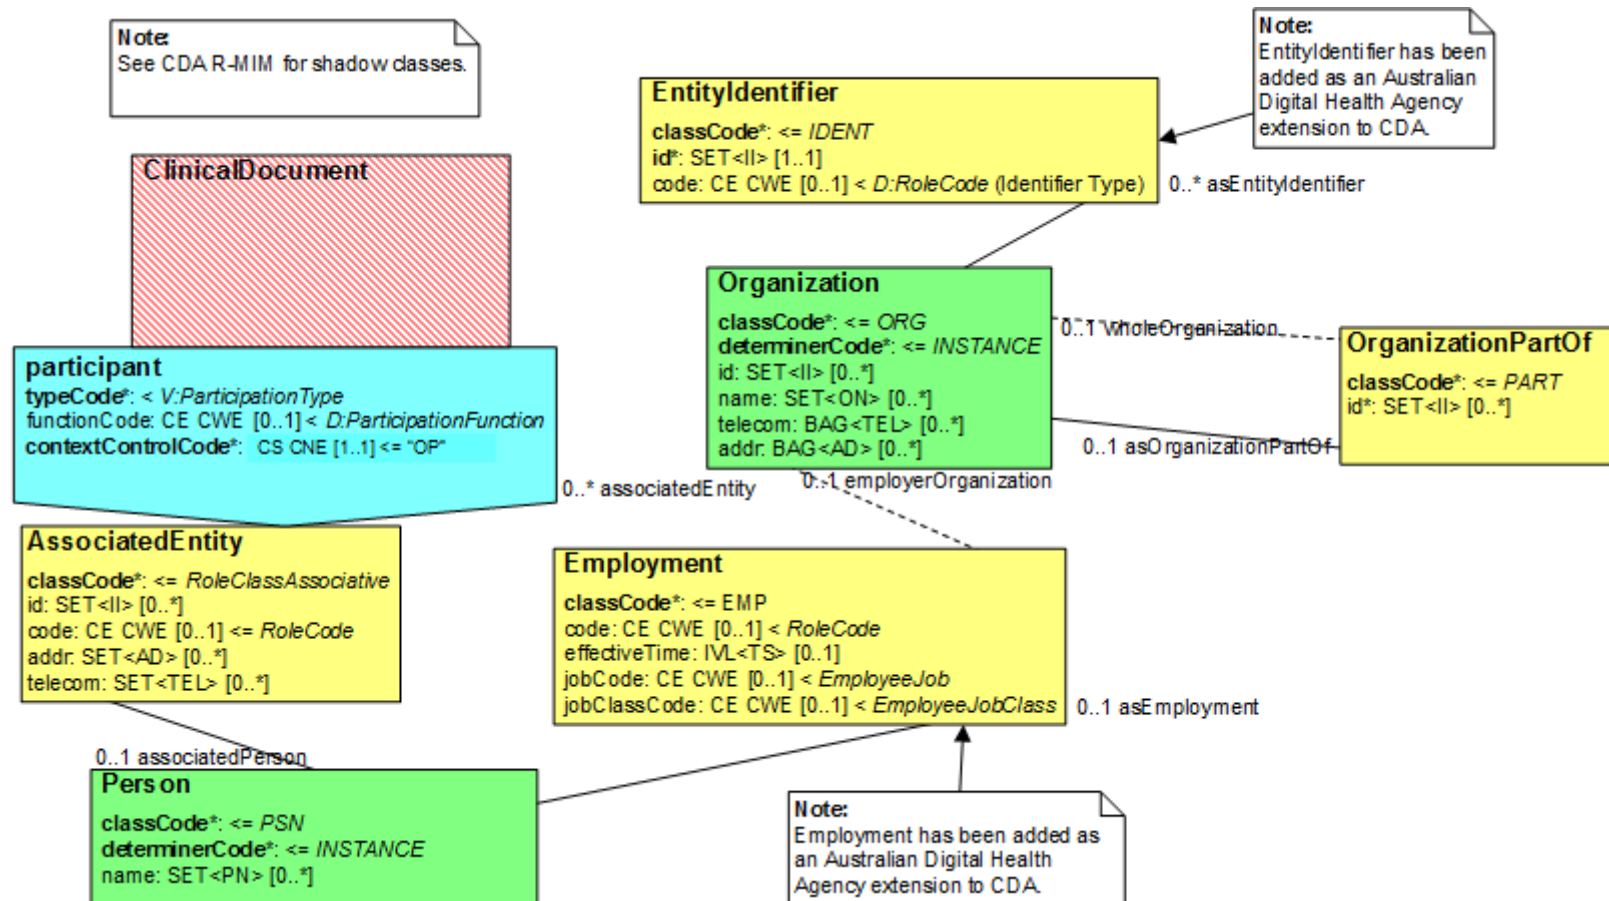 Note:
See CDA R-MIM for shadow classes.
Note:
EntityIdentifier has been
added as an Australian
Digital Health Agency
extension to CDA.
EntityIdentifier
classCode*: <= IDENT
id*: SET<II> [1..1]
code: CE CWE [0..1] < D:RoleCode (Identifier Type)
0..* asEntityIdentifier
ClinicalDocument
Organization
classCode*: <= ORG
determinerCode*: <= INSTANCE
id: SET<II> [0..*]
name: SET<ON> [0..*]
telecom: BAG<TEL> [0..*]
addr: BAG<AD> [0..*]
0..1 wholeOrganization
OrganizationPartOf
classCode*: <= PART
id*: SET<II> [0..*]
0..1 asOrganizationPartOf
participant
typeCode*: < V:ParticipationType
functionCode: CE CWE [0..1] < D:ParticipationFunction
contextControlCode*: CS CNE [1..1] <= "OP"
0..* associatedEntity
0..1 employerOrganization
AssociatedEntity
classCode*: <= RoleClassAssociative
id: SET<II> [0..*]
code: CE CWE [0..1] <= RoleCode
addr: SET<AD> [0..*]
telecom: SET<TEL> [0..*]
Employment
classCode*: <= EMP
code: CE CWE [0..1] < RoleCode
effectiveTime: IVL<TS> [0..1]
jobCode: CE CWE [0..1] < EmployeeJob
jobClassCode: CE CWE [0..1] < EmployeeJobClass
0..1 asEmployment
0..1 associatedPerson
Person
classCode*: <= PSN
determinerCode*: <= INSTANCE
name: SET<PN> [0..*]
Note:
Employment has been added as
an Australian Digital Health
Agency extension to CDA.